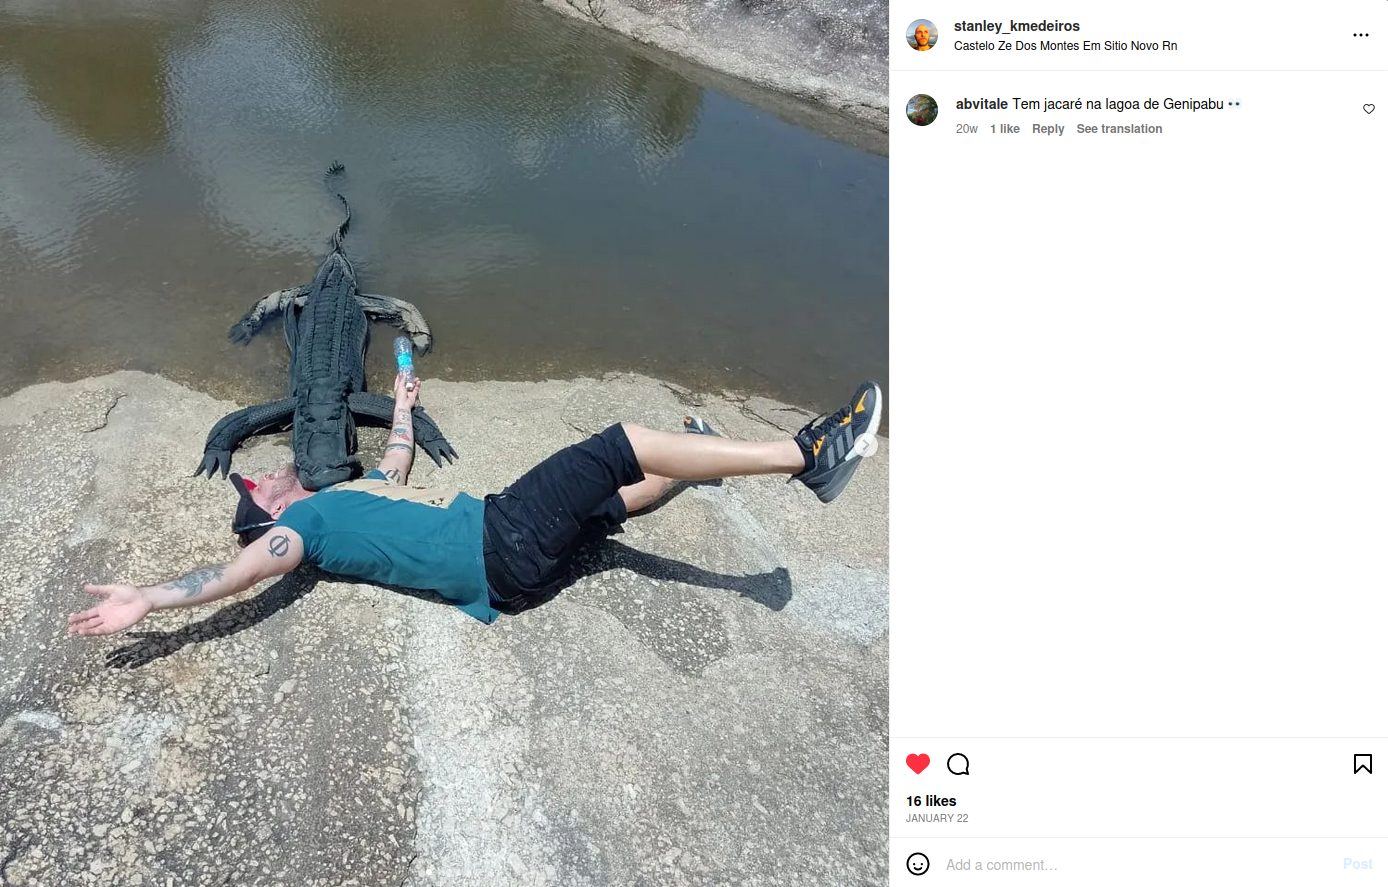 stanley_kmedeiros
Castelo Ze Dos Montes Em Sitio Novo Rn
abvitale Tem jacaré na lagoa de Genipabu 👀
20w 1 like Reply See translation
16 likes
JANUARY 22
Add a comment...
Post